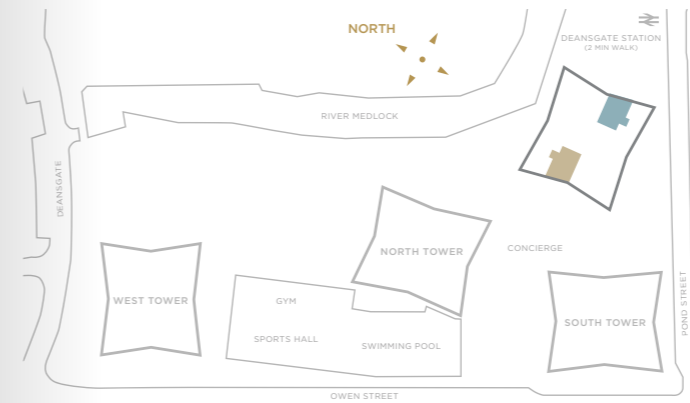 NORTH
DEANSGATE STATION
(2 MIN WALK)
RIVER MEDLOCK
DEANSGATE
NORTH TOWER
CONCIERGE
WEST TOWER
GYM
SOUTH TOWER
POND STREET
SPORTS HALL
SWIMMING POOL
OWEN STREET